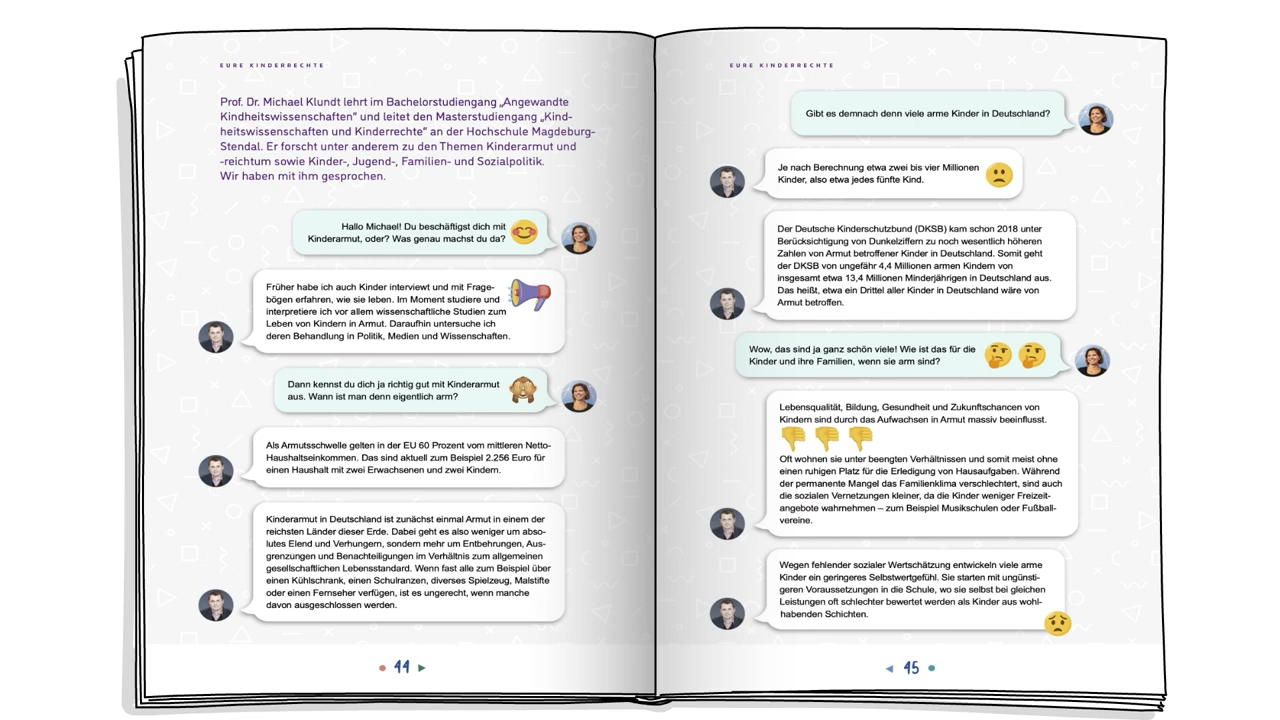 EURE KINDERRECHTE
Prof. Dr. Michael Klundt lehrt im Bachelorstudiengang „Angewandte
Kindheitswissenschaften“ und leitet den Masterstudiengang „Kind-
heitswissenschaften und Kinderrechte“ an der Hochschule Magdeburg-
Stendal. Er forscht unter anderem zu den Themen Kinderarmut und
-reichtum sowie Kinder-, Jugend-, Familien- und Sozialpolitik.
Wir haben mit ihm gesprochen.
Hallo Michael! Du beschäftigst dich mit
Kinderarmut, oder? Was genau machst du da?
Früher habe ich auch Kinder interviewt und mit Frage-
bögen erfahren, wie sie leben. Im Moment studiere und
interpretiere ich vor allem wissenschaftliche Studien zum
Leben von Kindern in Armut. Daraufhin untersuche ich
deren Behandlung in Politik, Medien und Wissenschaften.
Dann kennst du dich ja richtig gut mit Kinderarmut
aus. Wann ist man denn eigentlich arm?
Als Armutsschwelle gelten in der EU 60 Prozent vom mittleren Netto-
Haushaltseinkommen. Das sind aktuell zum Beispiel 2.256 Euro für
einen Haushalt mit zwei Erwachsenen und zwei Kindern.
Kinderarmut in Deutschland ist zunächst einmal Armut in einem der
reichsten Länder dieser Erde. Dabei geht es also weniger um abso-
lutes Elend und Verhungern, sondern mehr um Entbehrungen, Aus-
grenzungen und Benachteiligungen im Verhältnis zum allgemeinen
gesellschaftlichen Lebensstandard. Wenn fast alle zum Beispiel über
einen Kühlschrank, einen Schulranzen, diverses Spielzeug, Malstifte
oder einen Fernseher verfügen, ist es ungerecht, wenn manche
davon ausgeschlossen werden.
44
EURE KINDERRECHTE
Gibt es demnach denn viele arme Kinder in Deutschland?
Je nach Berechnung etwa zwei bis vier Millionen
Kinder, also etwa jedes fünfte Kind.
Der Deutsche Kinderschutzbund (DKSB) kam schon 2018 unter
Berücksichtigung von Dunkelziffern zu noch wesentlich höheren
Zahlen von Armut betroffener Kinder in Deutschland. Somit geht
der DKSB von ungefähr 4,4 Millionen armen Kindern von
insgesamt etwa 13,4 Millionen Minderjährigen in Deutschland aus.
Das heißt, etwa ein Drittel aller Kinder in Deutschland wäre von
Armut betroffen.
Wow, das sind ja ganz schön viele! Wie ist das für die
Kinder und ihre Familien, wenn sie arm sind?
Lebensqualität, Bildung, Gesundheit und Zukunftschancen von
Kindern sind durch das Aufwachsen in Armut massiv beeinflusst.
Oft wohnen sie unter beengten Verhältnissen und somit meist ohne
einen ruhigen Platz für die Erledigung von Hausaufgaben. Während
der permanente Mangel das Familienklima verschlechtert, sind auch
die sozialen Vernetzungen kleiner, da die Kinder weniger Freizeit-
angebote wahrnehmen – zum Beispiel Musikschulen oder Fußball-
vereine.
Wegen fehlender sozialer Wertschätzung entwickeln viele arme
Kinder ein geringeres Selbstwertgefühl. Sie starten mit ungünsti-
geren Voraussetzungen in die Schule, wo sie selbst bei gleichen
Leistungen oft schlechter bewertet werden als Kinder aus wohl-
habenden Schichten.
45